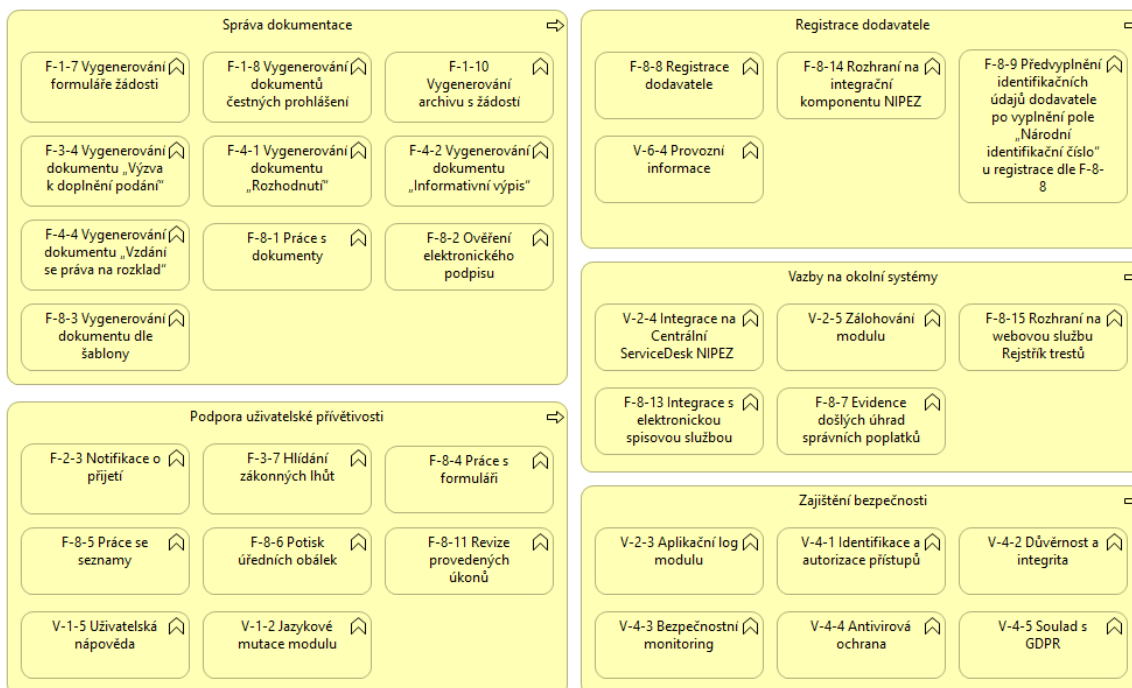 Správa dokumentace
F-1-7 Vygenerování
formuláře žádosti
F-1-8 Vygenerování
dokumentů
čestných prohlášení
F-1-10
Vygenerování
archivu s žádostí
F-3-4 Vygenerování
dokumentu „Výzva
k doplnění podání“
F-4-1 Vygenerování
dokumentu
„Rozhodnutí“
F-4-2 Vygenerování
dokumentu
„Informativní výpis“
F-4-4 Vygenerování
dokumentu „Vzdání
se práva na rozklad“
F-8-1 Práce s
dokumenty
F-8-2 Ověření
elektronického
podpisu
F-8-3 Vygenerování
dokumentu dle
šablony
Podpora uživatelské přívětivosti
F-2-3 Notifikace o
přijetí
F-3-7 Hlídání
zákonných lhůt
F-8-4 Práce s
formuláři
F-8-5 Práce se
seznamy
F-8-6 Potisk
úředních obálek
F-8-11 Revize
provedených
úkonů
V-1-5 Uživatelská
nápověda
V-1-2 Jazykové
mutace modulu
Registrace dodavatele
F-8-8 Registrace
dodavatele
F-8-14 Rozhraní na
integrační
komponentu NIPEZ
F-8-9 Předvyplnění
identifikačních
údajů dodavatele
po vyplnění pole
„Národní
identifikační číslo“
u registrace dle F-8-
8
V-6-4 Provozní
informace
Vazby na okolní systémy
V-2-4 Integrace na
Centrální
ServiceDesk NIPEZ
V-2-5 Zálohování
modulu
F-8-15 Rozhraní na
webovou službu
Rejstřík trestů
F-8-13 Integrace s
elektronickou
spisovou službou
F-8-7 Evidence
došlých úhrad
správních poplatků
Zajištění bezpečnosti
V-2-3 Aplikační log
modulu
V-4-1 Identifikace a
autorizace přístupů
V-4-2 Důvěrnost a
integrita
V-4-3 Bezpečnostní
monitoring
V-4-4 Antivirová
ochrana
V-4-5 Soulad s
GDPR